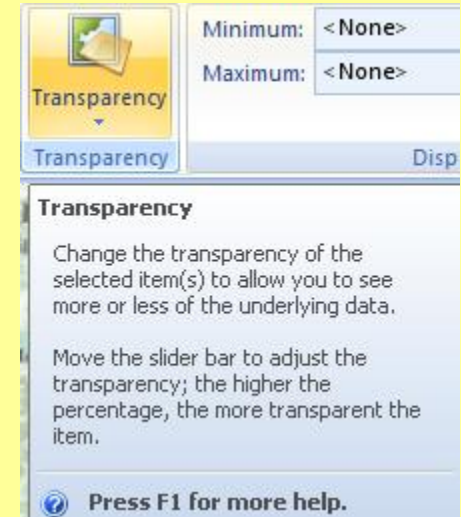 Minimum: <None>
Maximum: <None>
Transparency
Transparency
Disp
Transparency
Change the transparency of the
selected item(s) to allow you to see
more or less of the underlying data.
Move the slider bar to adjust the
transparency; the higher the
percentage, the more transparent the
item.
Press F1 for more help.